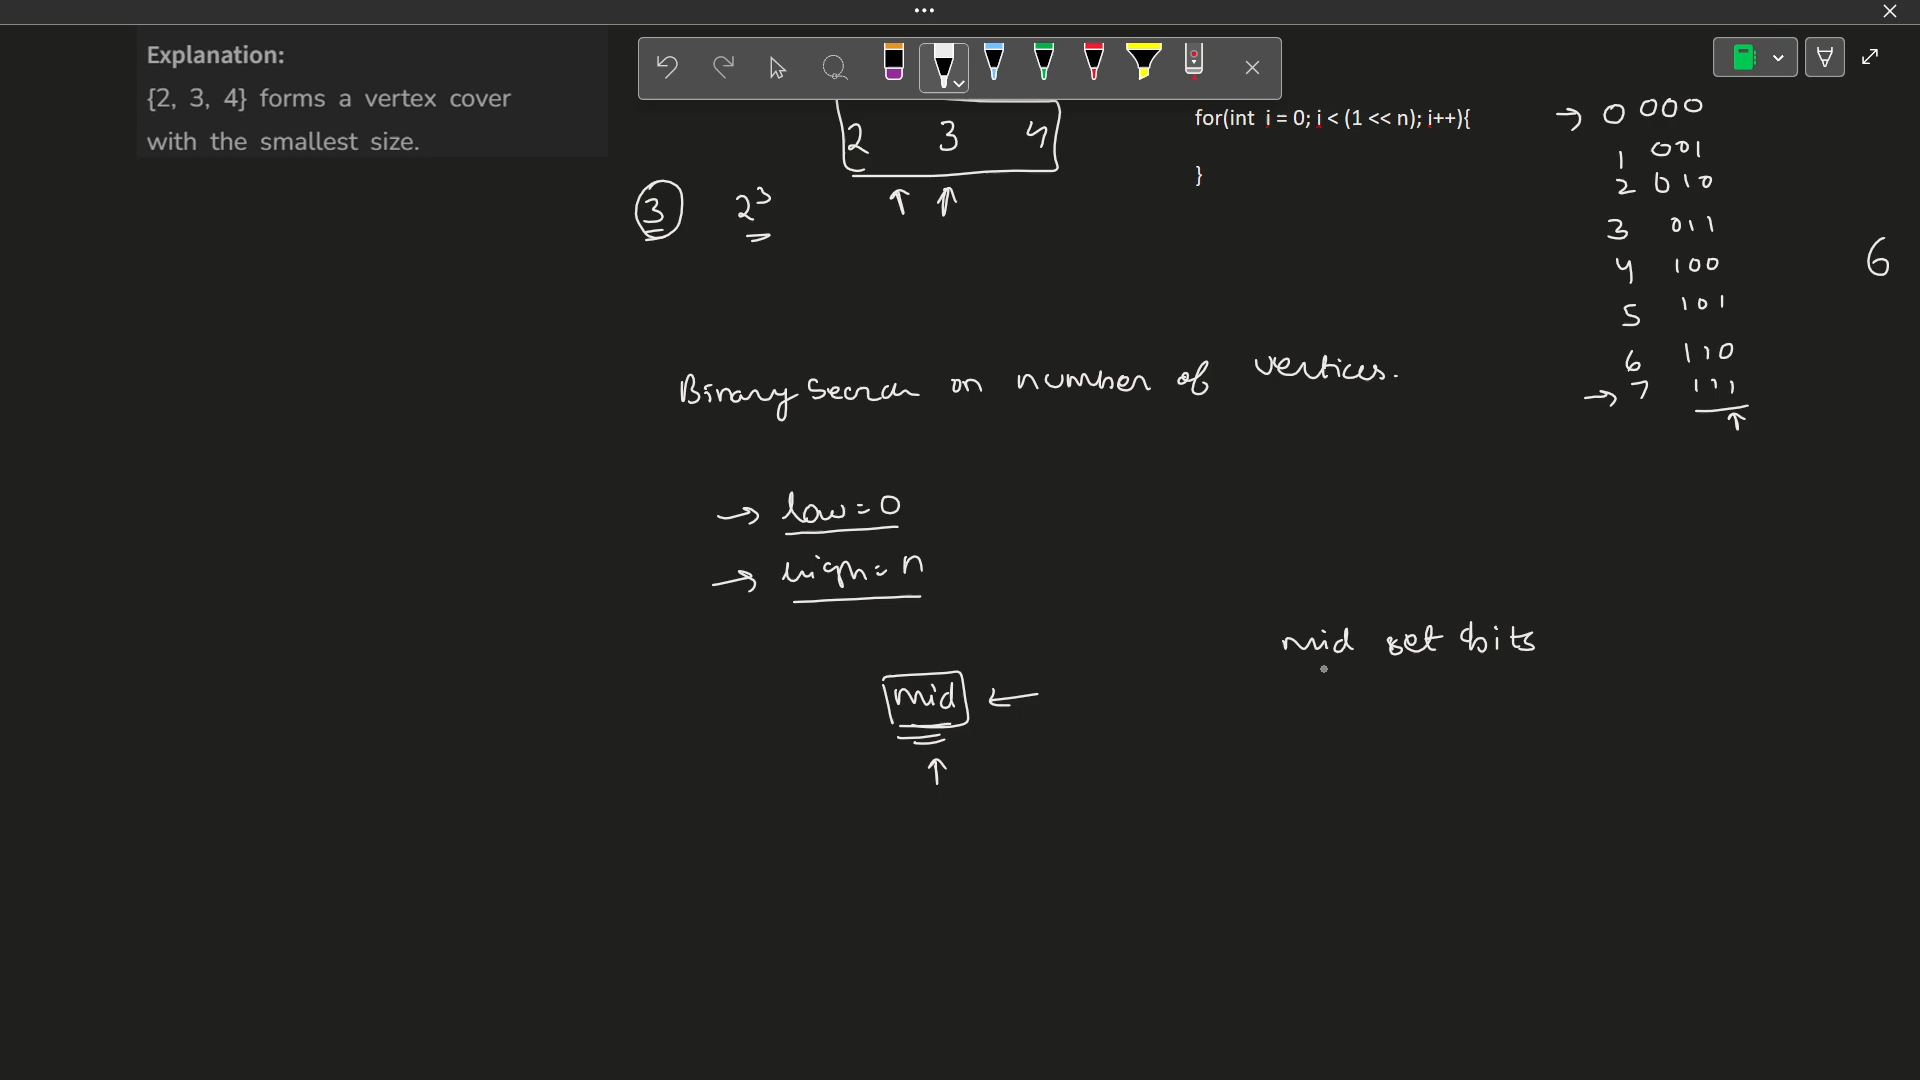 Explanation:
{2, 3, 4} forms a vertex cover
with the smallest size.
2 3 4
3 2^3
for(int i = 0; i < (1 << n); i++){
}
0 000
1 001
2 010
3 011
4 100
5 101
6 110
7 111
6
Binary Search on number of vertices.
low = 0
high = n
mid
mid set bits